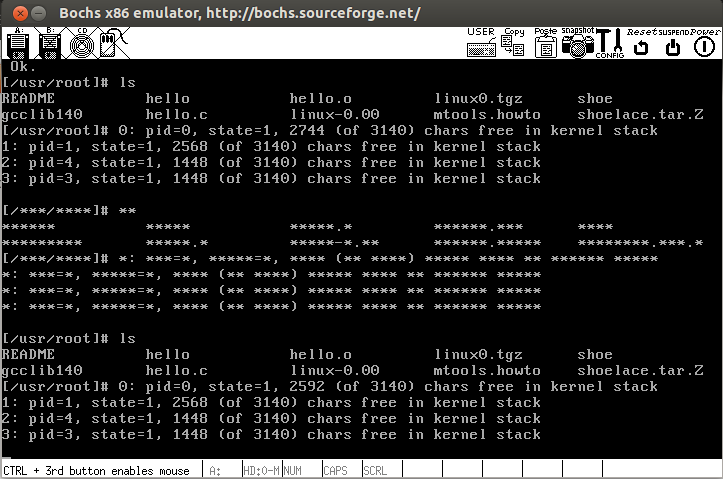 Bochs x86 emulator, http://bochs.sourceforge.net/
A: B: CD USER Copy Paste snapshot CONFIG Reset SUSPEND Power
Ok.
[/usr/root]# ls
README hello hello.o linux0.tgz shoe
gcclib140 hello.c linux-0.00 mtools.howto shoelace.tar.Z
[/usr/root]# 0: pid=0, state=1, 2744 (of 3140) chars free in kernel stack
1: pid=1, state=1, 2568 (of 3140) chars free in kernel stack
2: pid=4, state=1, 1448 (of 3140) chars free in kernel stack
3: pid=3, state=1, 1448 (of 3140) chars free in kernel stack
[/***/****]# **
****** ***** *****.* ******.*** ****
********* *****.* *****-*.** ******.***** ********.***.*
[/***/****]# *: ***=*, *****=*, **** (** ****) ***** **** ** ****** *****
*: ***=*, *****=*, **** (** ****) ***** **** ** ****** *****
*: ***=*, *****=*, **** (** ****) ***** **** ** ****** *****
*: ***=*, *****=*, **** (** ****) ***** **** ** ****** *****
[/usr/root]# ls
README hello hello.o linux0.tgz shoe
gcclib140 hello.c linux-0.00 mtools.howto shoelace.tar.Z
[/usr/root]# 0: pid=0, state=1, 2592 (of 3140) chars free in kernel stack
1: pid=1, state=1, 2568 (of 3140) chars free in kernel stack
2: pid=4, state=1, 1448 (of 3140) chars free in kernel stack
3: pid=3, state=1, 1448 (of 3140) chars free in kernel stack
CTRL + 3rd button enables mouse A: HD:0-M NUM CAPS SCRL